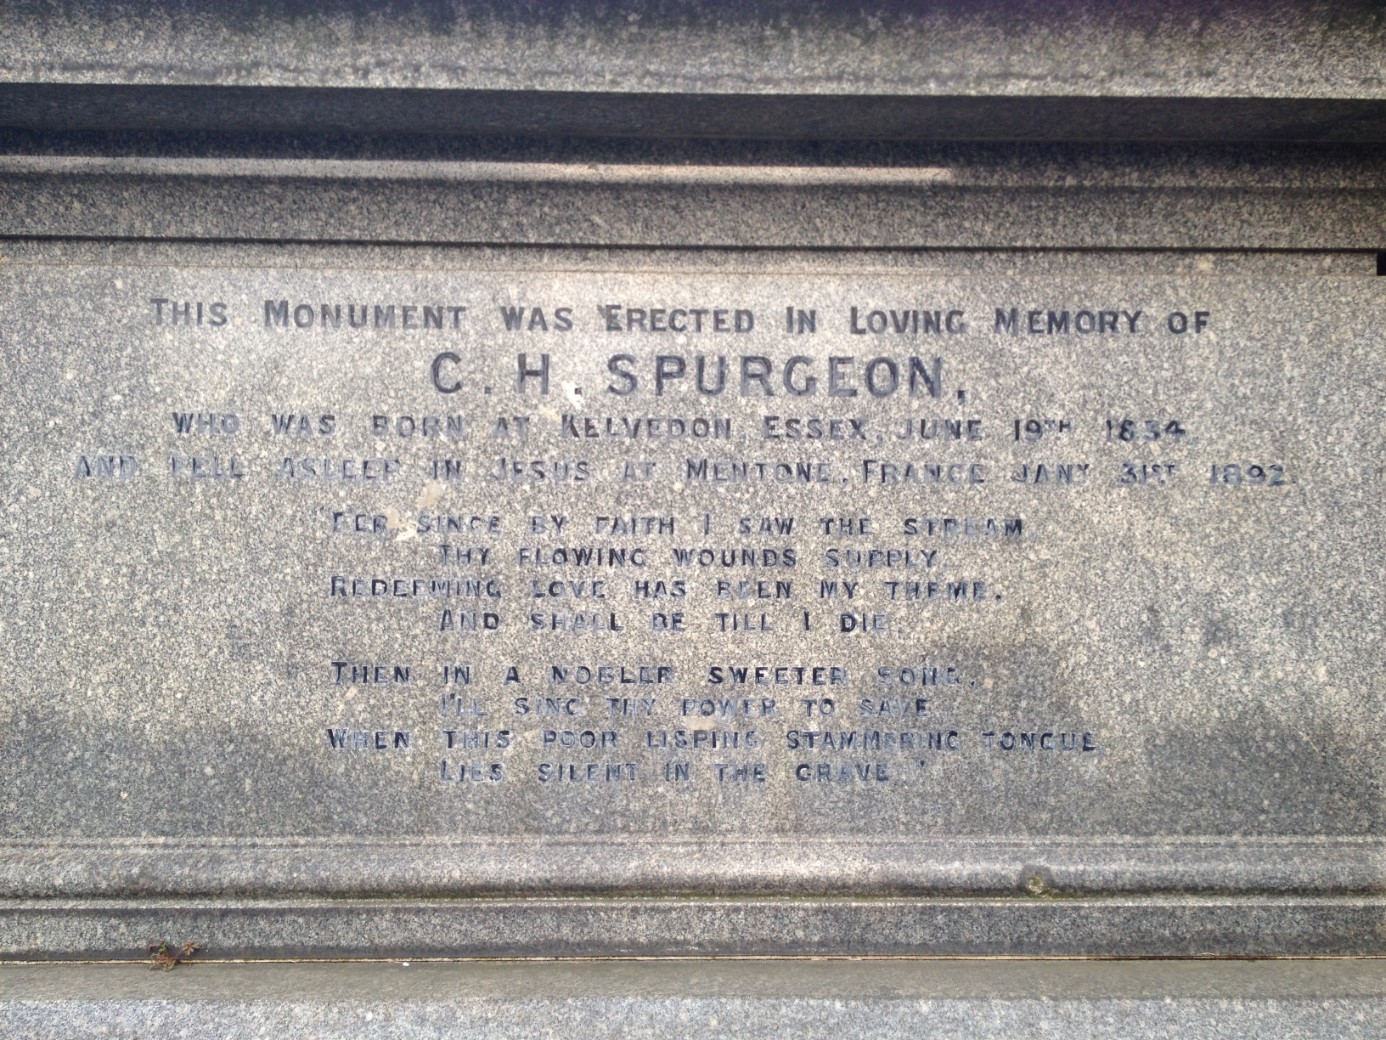 THIS MONUMENT WAS ERECTED IN LOVING MEMORY OF
C. H. SPURGEON,
WHO WAS BORN AT KELVEDON, ESSEX, JUNE 19TH 1834,
AND FELL ASLEEP IN JESUS AT MENTONE, FRANCE JANY 31ST 1892.
"E'ER SINCE BY FAITH I SAW THE STREAM
THY FLOWING WOUNDS SUPPLY,
REDEEMING LOVE HAS BEEN MY THEME,
AND SHALL BE TILL I DIE.
THEN IN A NOBLER SWEETER SONG,
I'LL SING THY POWER TO SAVE,
WHEN THIS POOR LISPING STAMMERING TONGUE
LIES SILENT IN THE GRAVE."